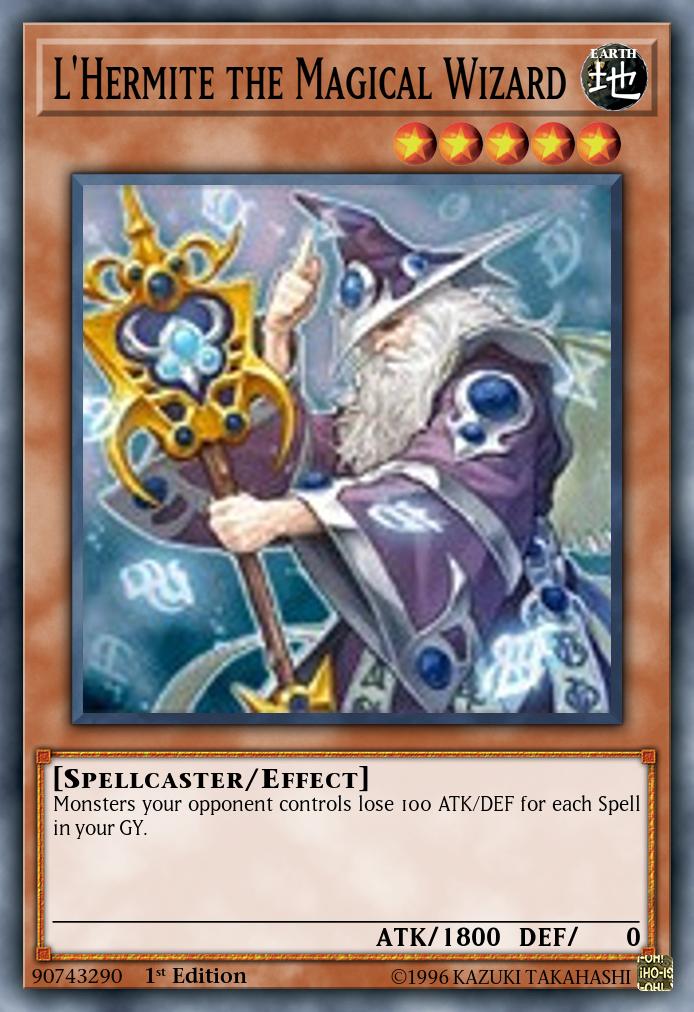 L'Hermite the Magical Wizard
EARTH
地
[Spellcaster/Effect]
Monsters your opponent controls lose 100 ATK/DEF for each Spell
in your GY.
ATK/1800 DEF/ 0
90743290 1st Edition ©1996 KAZUKI TAKAHASHI